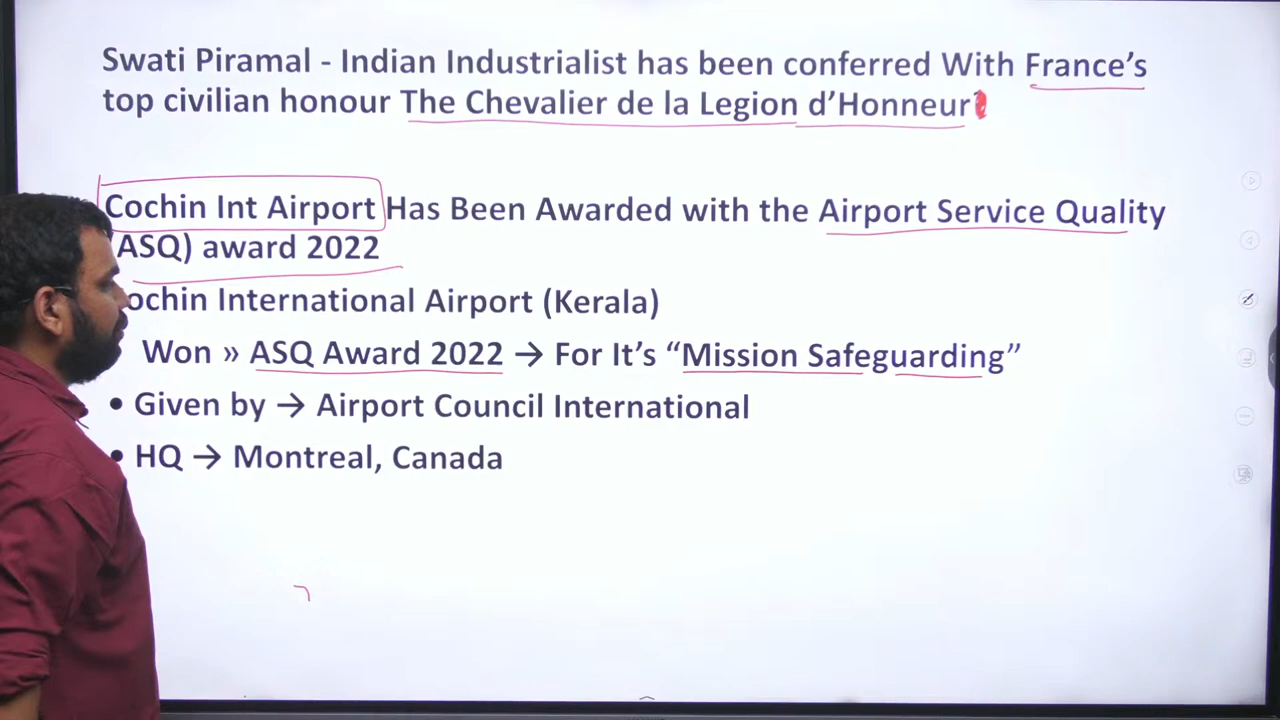 Swati Piramal - Indian Industrialist has been conferred With France's
top civilian honour The Chevalier de la Legion d'Honneur
Cochin Int Airport Has Been Awarded with the Airport Service Quality
(ASQ) award 2022
ochin International Airport (Kerala)
Won » ASQ Award 2022 → For It's “Mission Safeguarding”
• Given by → Airport Council International
• HQ → Montreal, Canada